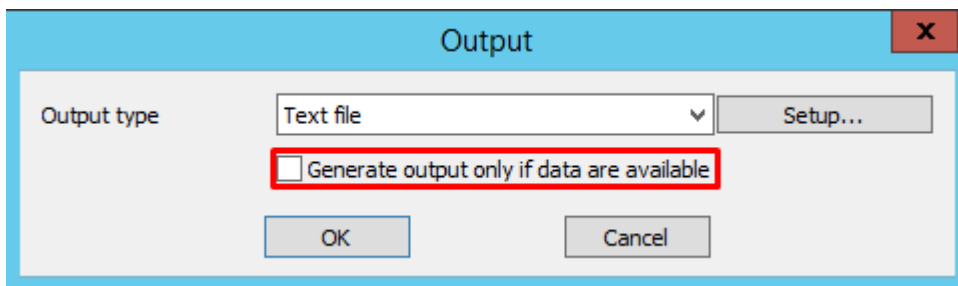 Output
x
Output type Text file Setup...
Generate output only if data are available
OK Cancel